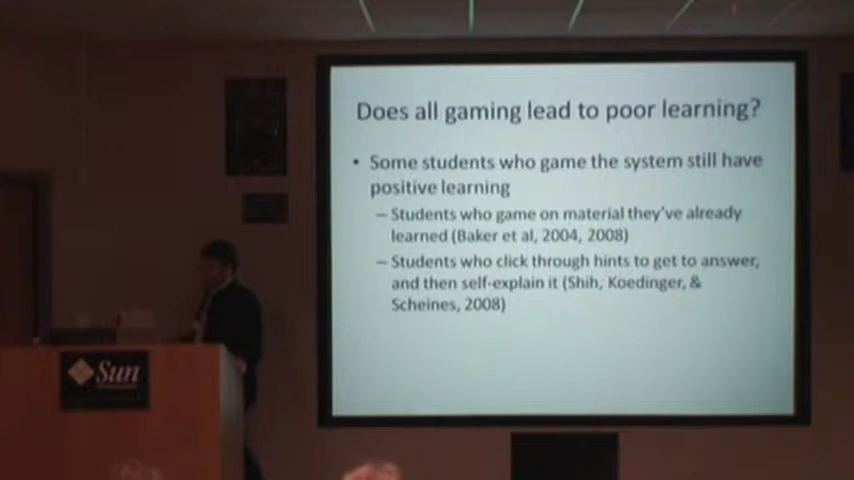 Does all gaming lead to poor learning?
• Some students who game the system still have
positive learning
– Students who game on material they've already
learned (Baker et al, 2004, 2008)
– Students who click through hints to get to answer,
and then self-explain it (Shih, Koedinger, &
Scheines, 2008)
Sun